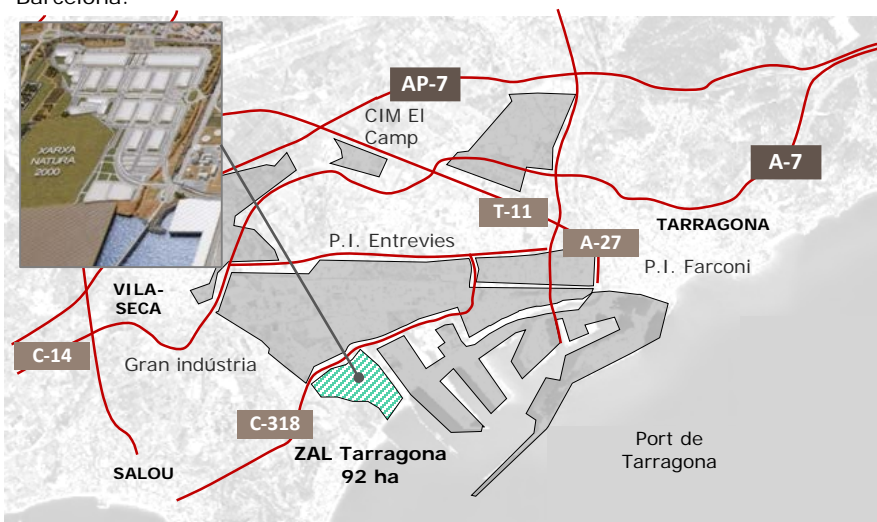 Barcelona.
XARXA
NATURA
2000
AP-7
CIM El
Camp
A-7
T-11
TARRAGONA
A-27
P.I. Entrevies
P.I. Farconi
VILA-
SECA
C-14
Gran indústria
C-318
ZAL Tarragona
92 ha
Port de
Tarragona
SALOU